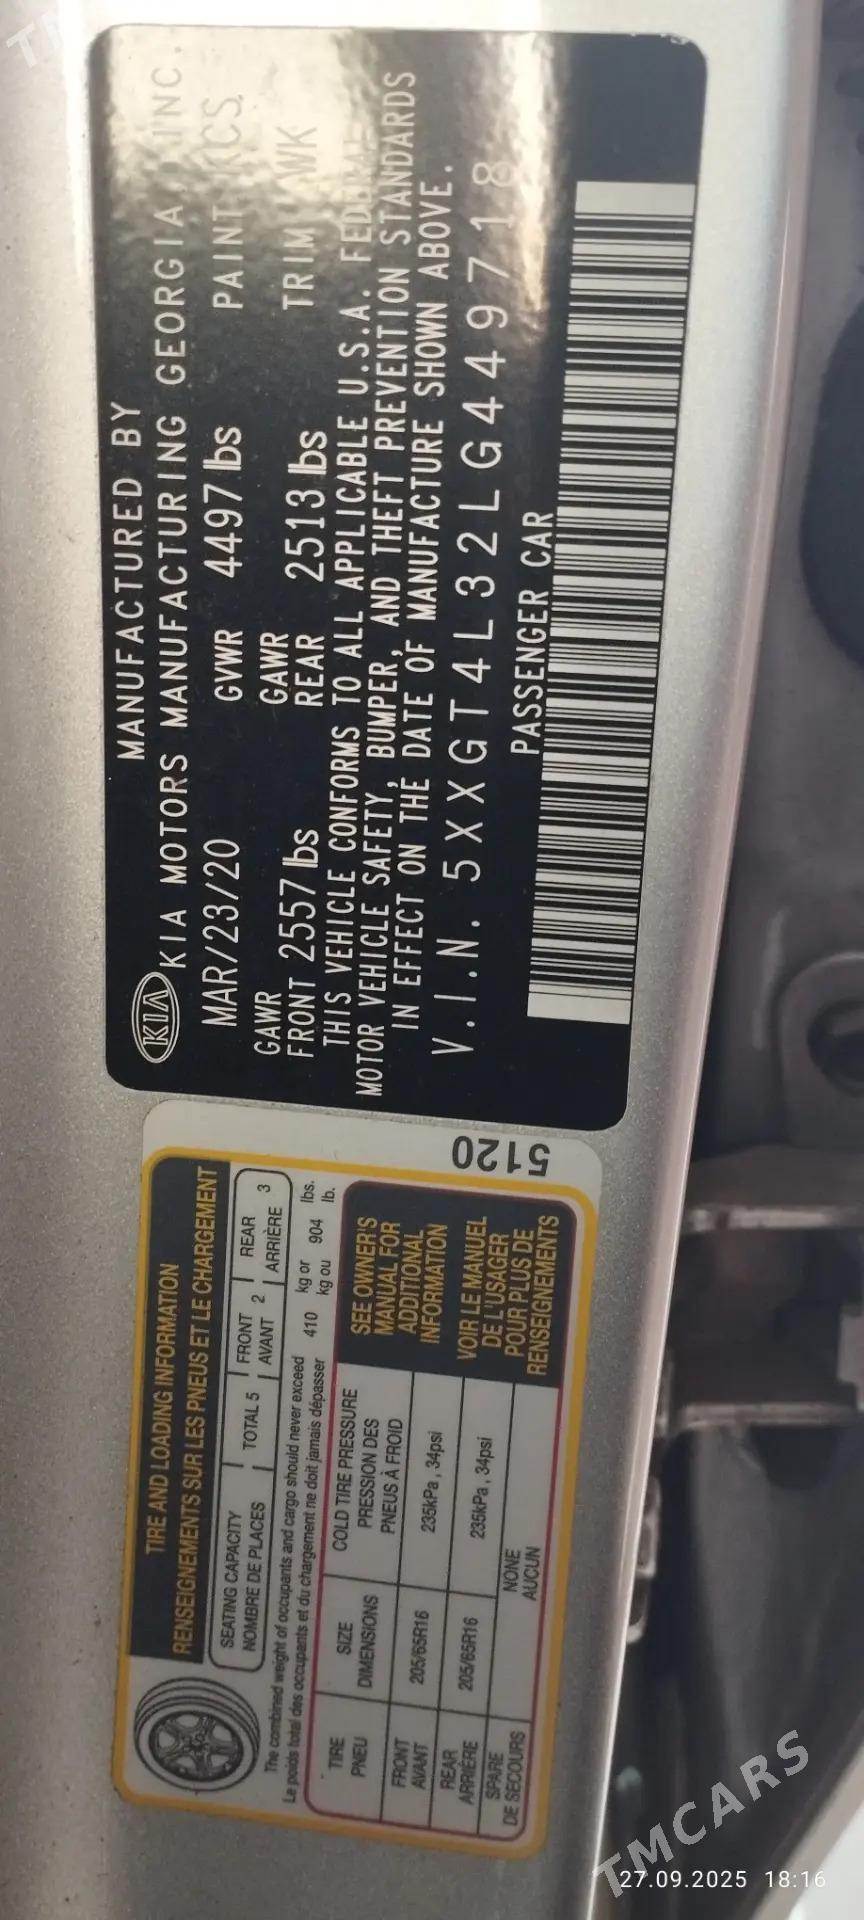 MANUFACTURED BY
KIA
KIA MOTORS MANUFACTURING GEORGIA, INC.
MAR/23/20 GVWR 4497 lbs PAINT KCS
GAWR
FRONT 2557 lbs
GAWR
REAR 2513 lbs
TRIM WK
THIS VEHICLE CONFORMS TO ALL APPLICABLE U.S.A. FEDERAL
MOTOR VEHICLE SAFETY, BUMPER, AND THEFT PREVENTION STANDARDS
IN EFFECT ON THE DATE OF MANUFACTURE SHOWN ABOVE.
V.I.N. 5XXGT4L32LG449718
PASSENGER CAR
5120
TIRE AND LOADING INFORMATION
RENSEIGNEMENTS SUR LES PNEUS ET LE CHARGEMENT
SEATING CAPACITY
NOMBRE DE PLACES
TOTAL 5
FRONT
AVANT
2
REAR
ARRIÈRE
3
The combined weight of occupants and cargo should never exceed 410 kg or 904 lbs.
Le poids total des occupants et du chargement ne doit jamais dépasser kg ou lb.
TIRE
PNEU
SIZE
DIMENSIONS
COLD TIRE PRESSURE
PRESSION DES
PNEUS À FROID
FRONT
AVANT
205/65R16
235kPa, 34psi
REAR
ARRIÈRE
205/65R16
235kPa, 34psi
SPARE
DE SECOURS
NONE
AUCUN
SEE OWNER'S
MANUAL FOR
ADDITIONAL
INFORMATION
VOIR LE MANUEL
DE L'USAGER
POUR PLUS DE
RENSEIGNEMENTS
TMCARS
27.09.2025 18:16